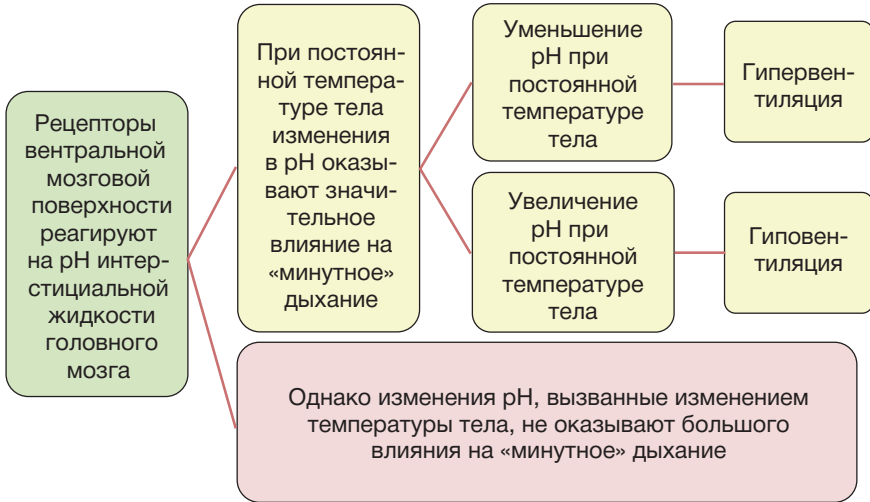 Рецепторы
вентральной
мозговой
поверхности
реагируют
на pH интер-
стициальной
жидкости
головного
мозга
При постоян-
ной темпера-
туре тела
изменения
в pH оказы-
вают значи-
тельное
влияние на
«минутное»
дыхание
Уменьшение
pH при
постоянной
температуре
тела
Гипервен-
тиляция
Увеличение
pH при
постоянной
температуре
тела
Гиповен-
тиляция
Однако изменения pH, вызванные изменением
температуры тела, не оказывают большого
влияния на «минутное» дыхание